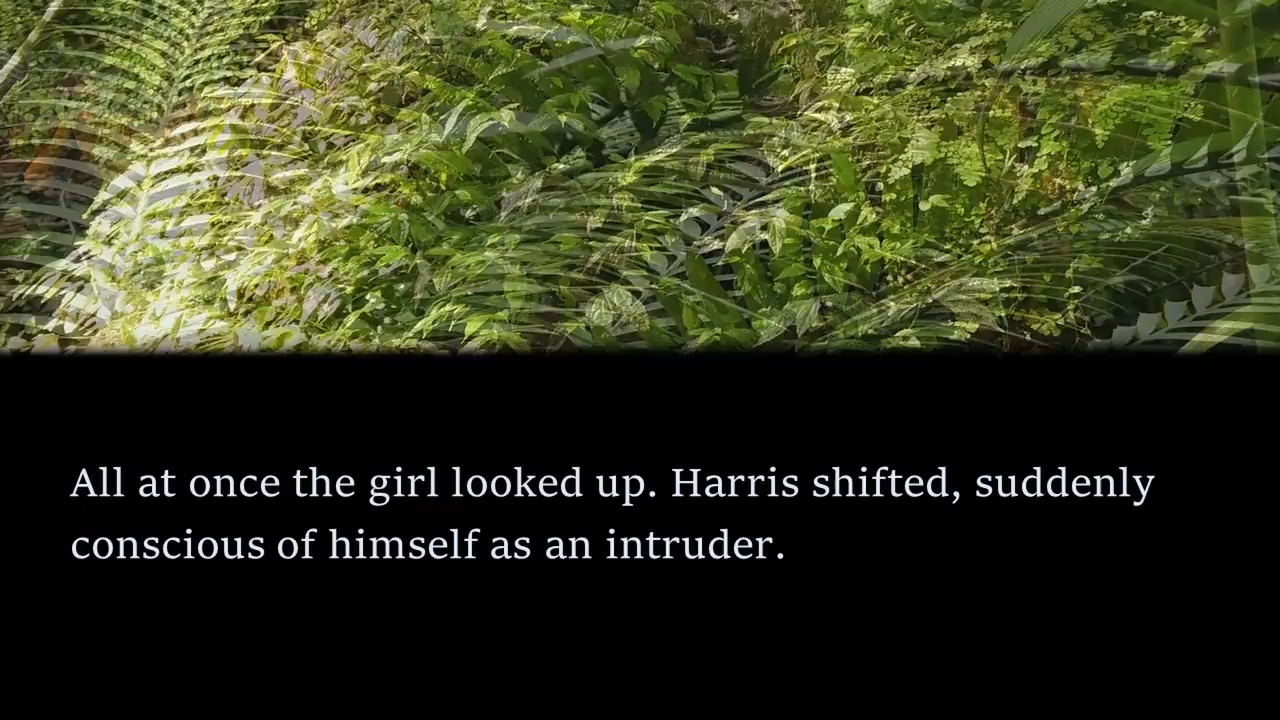 All at once the girl looked up. Harris shifted, suddenly
conscious of himself as an intruder.